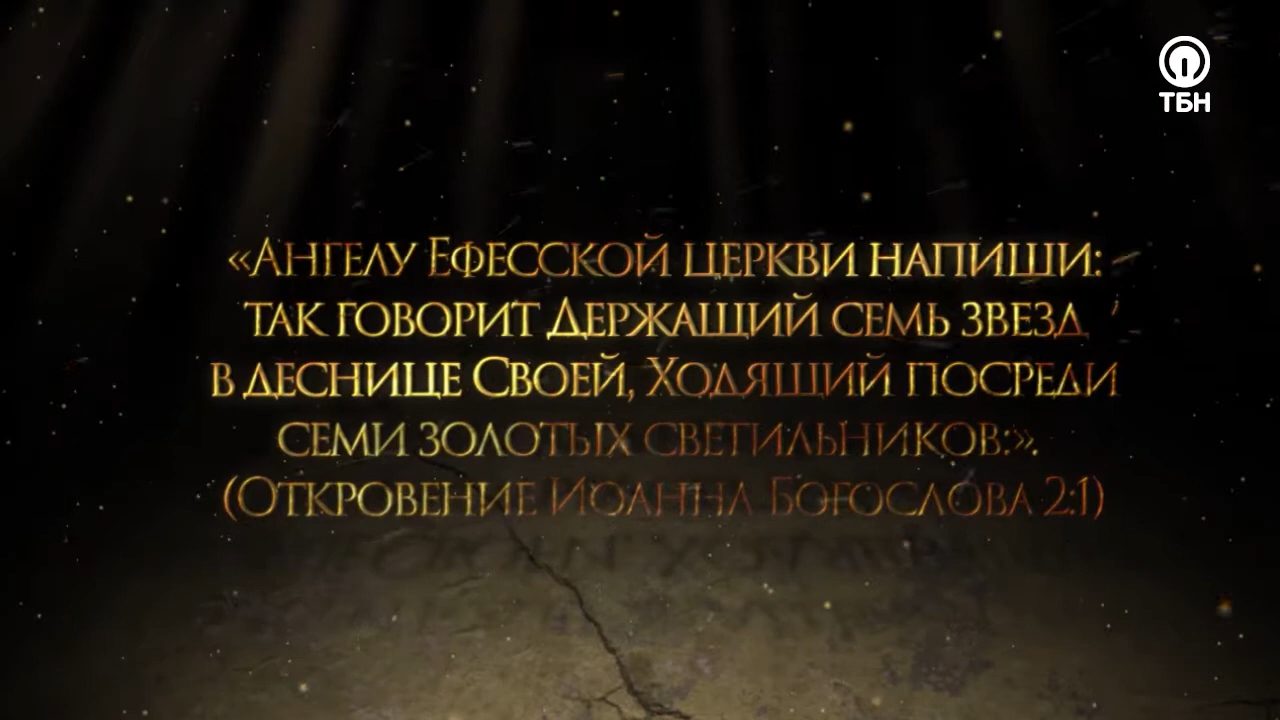 ТБН
«Ангелу Ефесской церкви напиши:
так говорит Держащий семь звезд
в деснице Своей, Ходящий посреди
семи золотых светильников:».
(Откровение Иоанна Богослова 2:1)